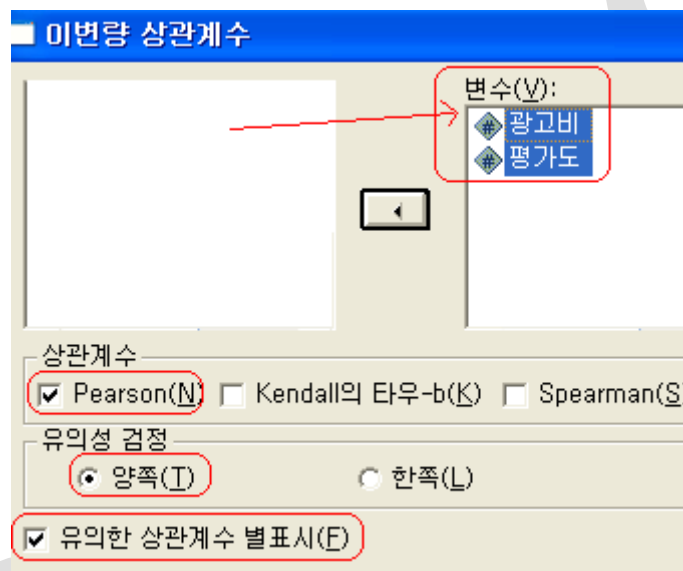 이변량 상관계수
변수(V):
광고비
평가도
상관계수
Pearson(N) Kendall의 타우-b(K) Spearman(S
유의성 검정
양쪽(T) 한쪽(L)
유의한 상관계수 별표시(F)